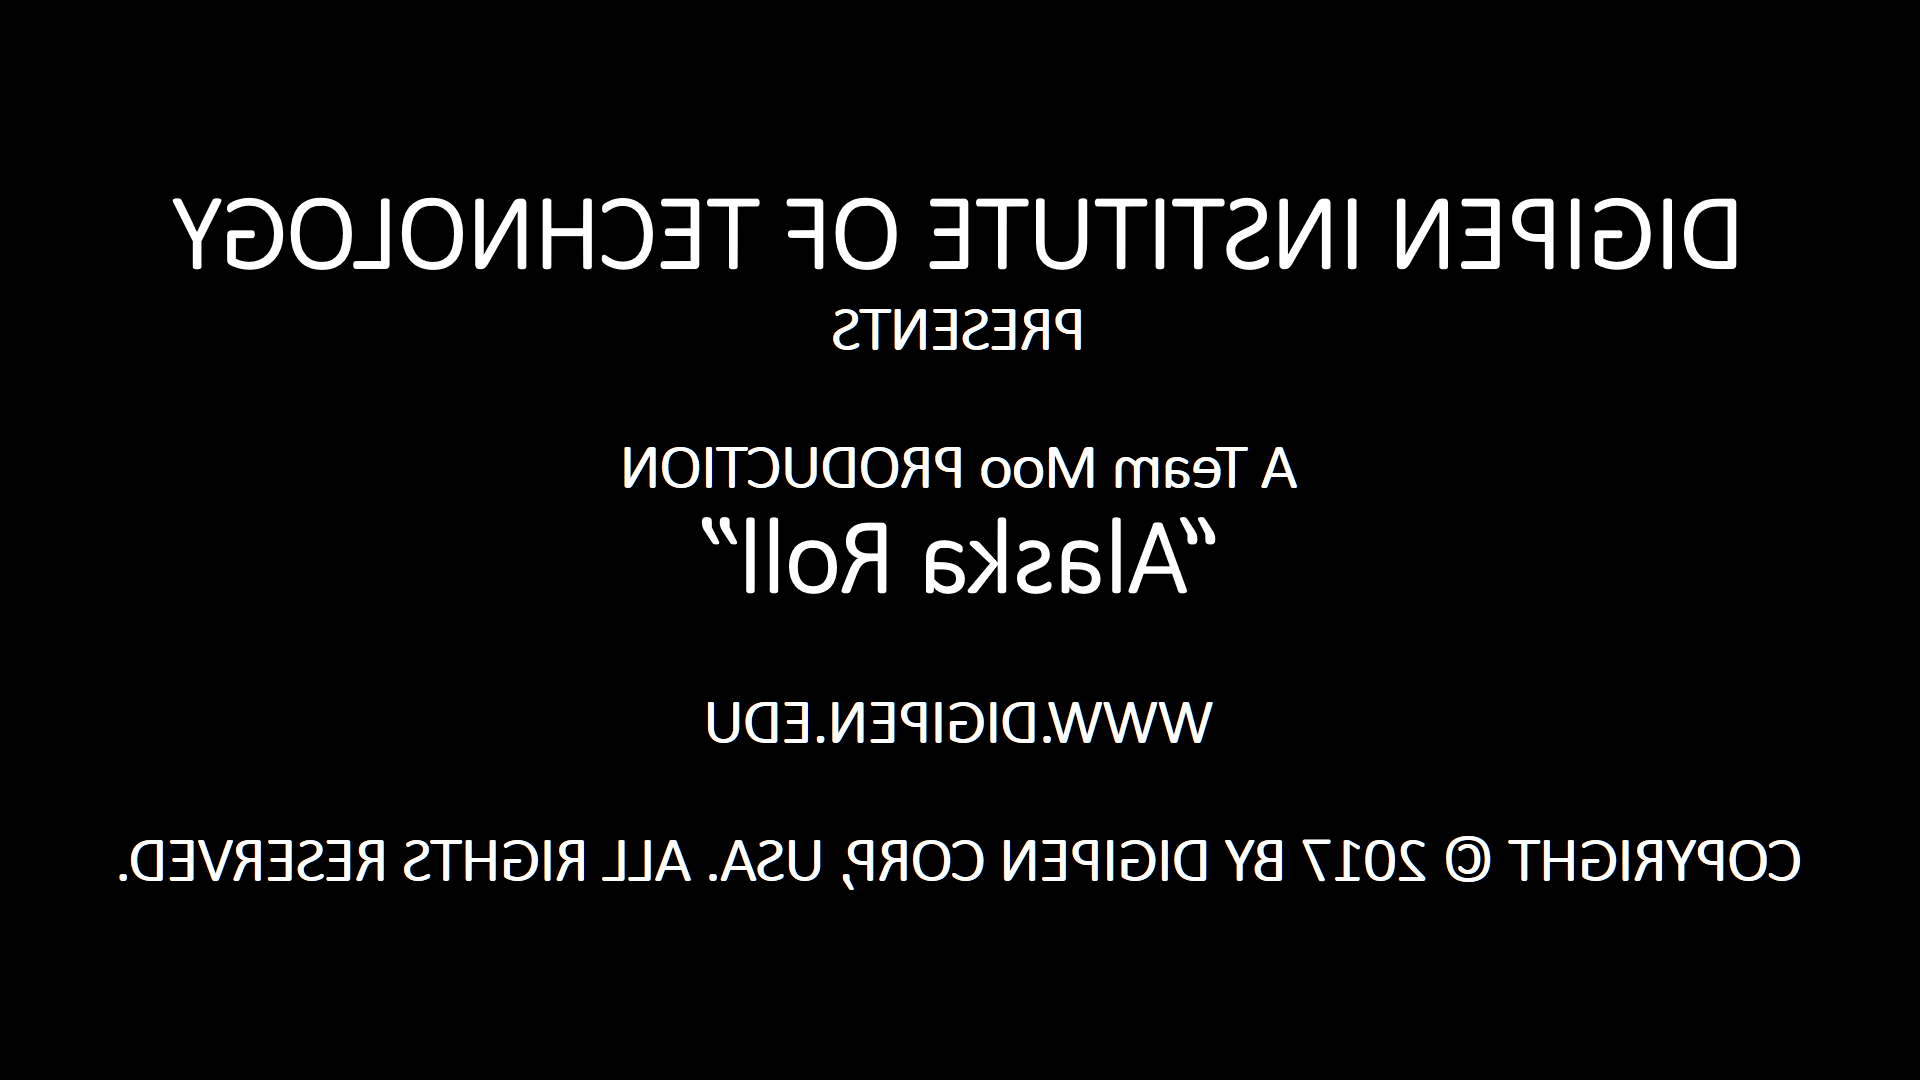 DIGIPEN INSTITUTE OF TECHNOLOGY
PRESENTS
A Team Moo PRODUCTION
“Alaska Roll”
WWW.DIGIPEN.EDU
COPYRIGHT © 2017 BY DIGIPEN CORP, USA. ALL RIGHTS RESERVED.